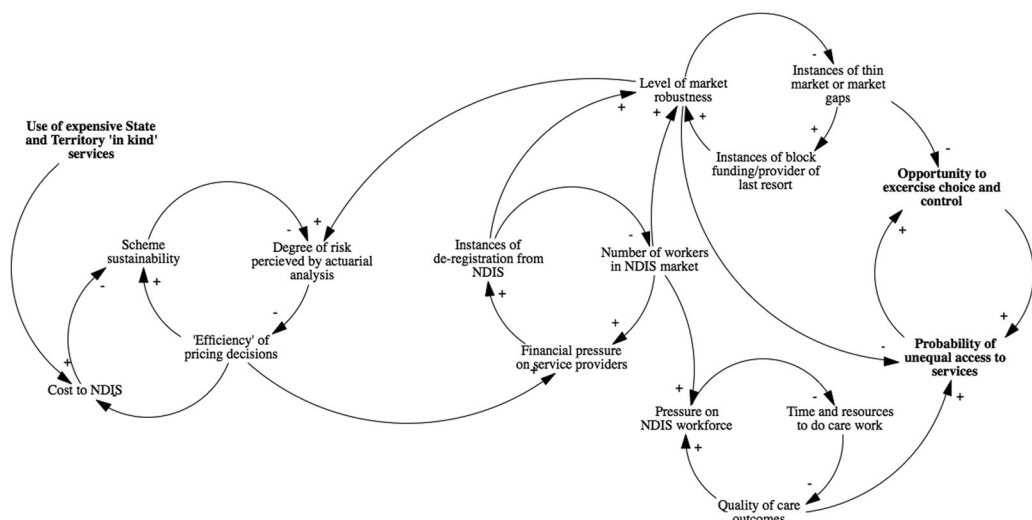 Level of market
robustness
Instances of thin
market or market
gaps
Use of expensive State
and Territory 'in kind'
services
Instances of block
funding/provider of
last resort
Opportunity to
excercise choice and
control
Scheme
sustainability
Degree of risk
percieved by actuarial
analysis
Instances of
de-registration from
NDIS
Number of workers
in NDIS market
'Efficiency' of
pricing decisions
Financial pressure
on service providers
Probability of
unequal access to
services
Cost to NDIS
Pressure on
NDIS workforce
Time and resources
to do care work
Quality of care
outcomes
-
+
+
+
+
-
+
-
-
+
-
+
-
+
+
-
+
+
+
-
-
+
+
-
+
+
-